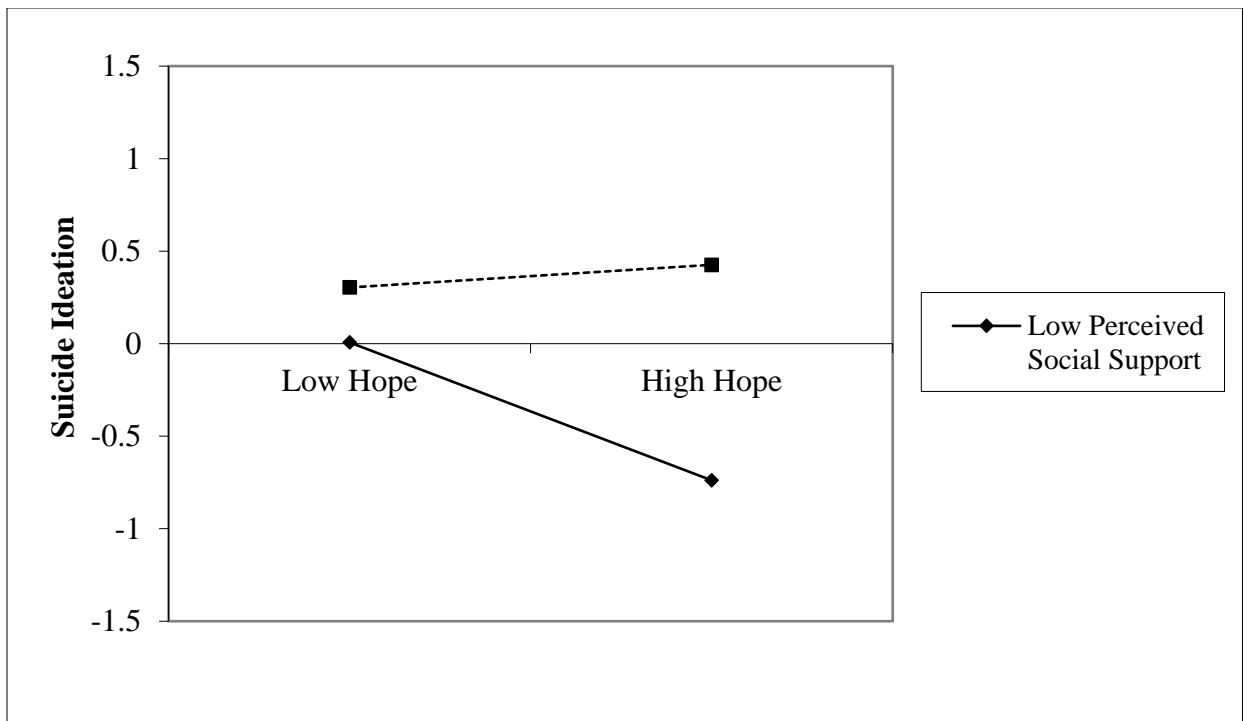 1.5
1
0.5
0
-0.5
-1
-1.5
Suicide Ideation
Low Hope
High Hope
Low Perceived
Social Support